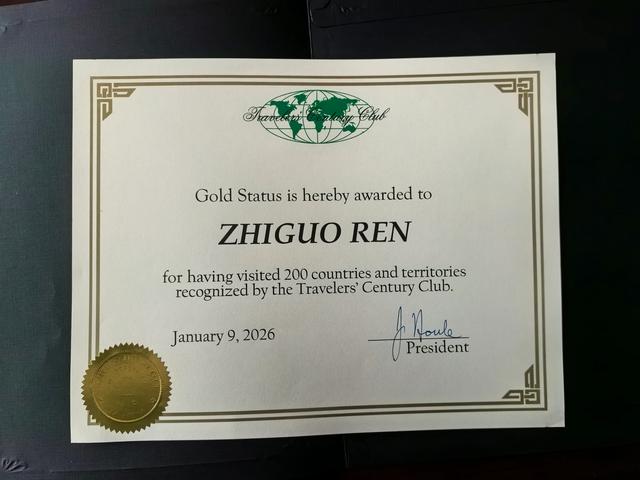 Travelers' Century Club
Gold Status is hereby awarded to
ZHIGUO REN
for having visited 200 countries and territories
recognized by the Travelers' Century Club.
January 9, 2026
President